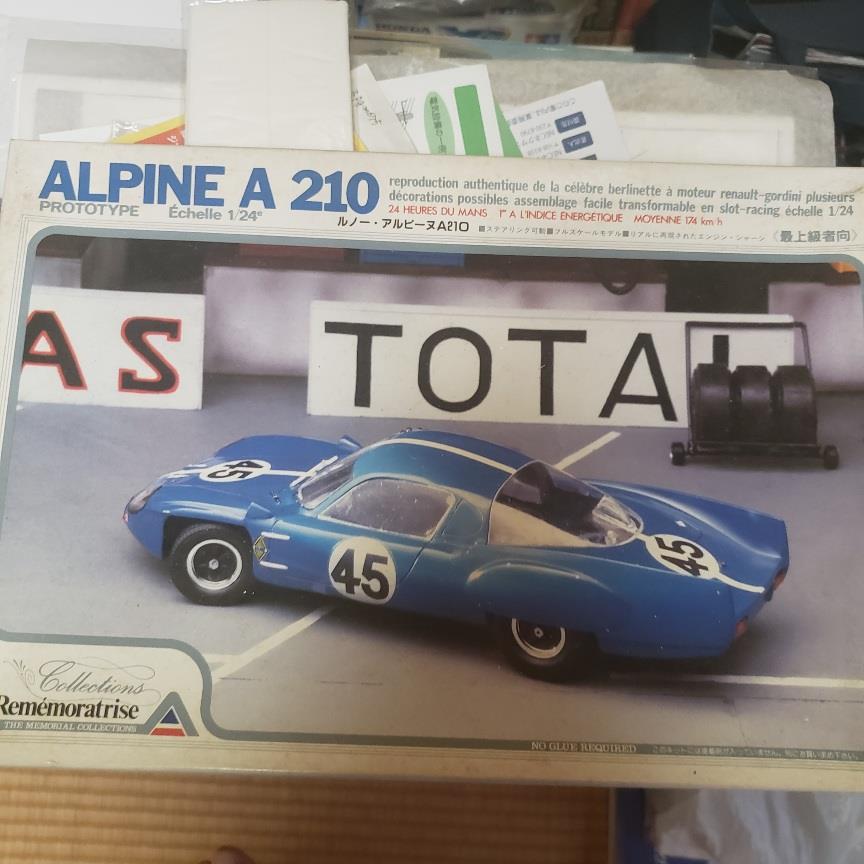 ALPINE A 210
PROTOTYPE Échelle 1/24e
reproduction authentique de la célèbre berlinette à moteur renault-gordini plusieurs
décorations possibles assemblage facile transformable en slot-racing échelle 1/24
24 HEURES DU MANS 1er A L'INDICE ENERGETIQUE MOYENNE 174 km h
ルノー・アルピーヌA210 ■ステアリング可動■フルスケールモデル■リアルに再現されたエンジン・シャーシ 《最上級者向》
AS
TOTAL
45
45
45
Collections
Remémoratrise
THE MEMORIAL COLLECTIONS
NO GLUE REQUIRED